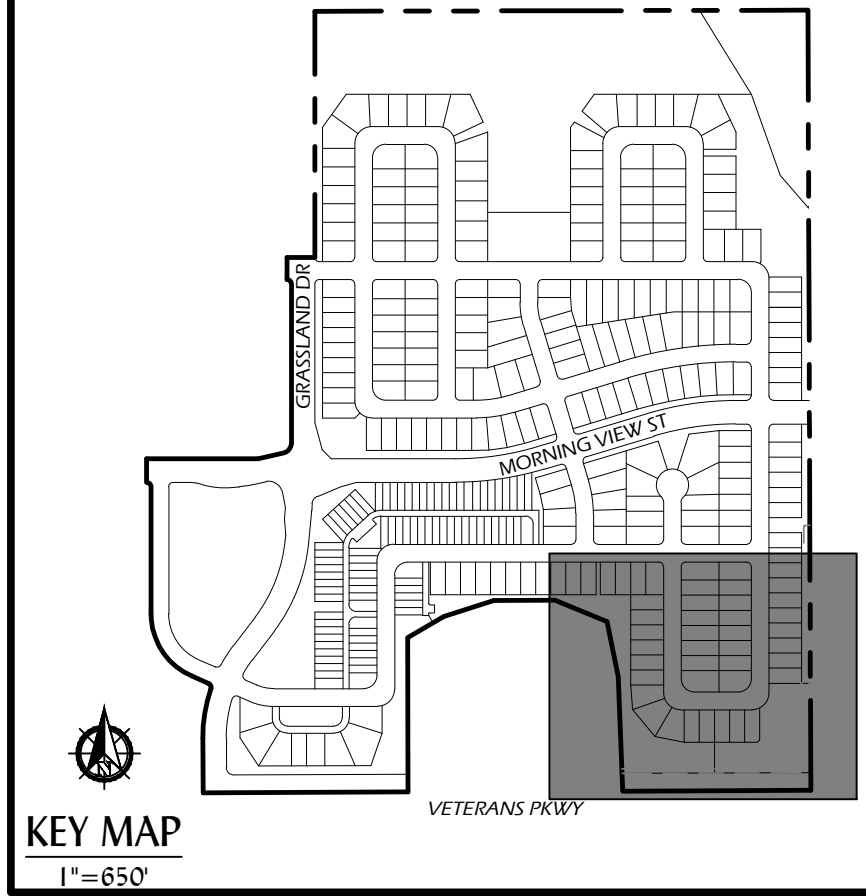 GRASSLAND DR
MORNING VIEW ST
VETERANS PKWY
N
KEY MAP
1"=650'